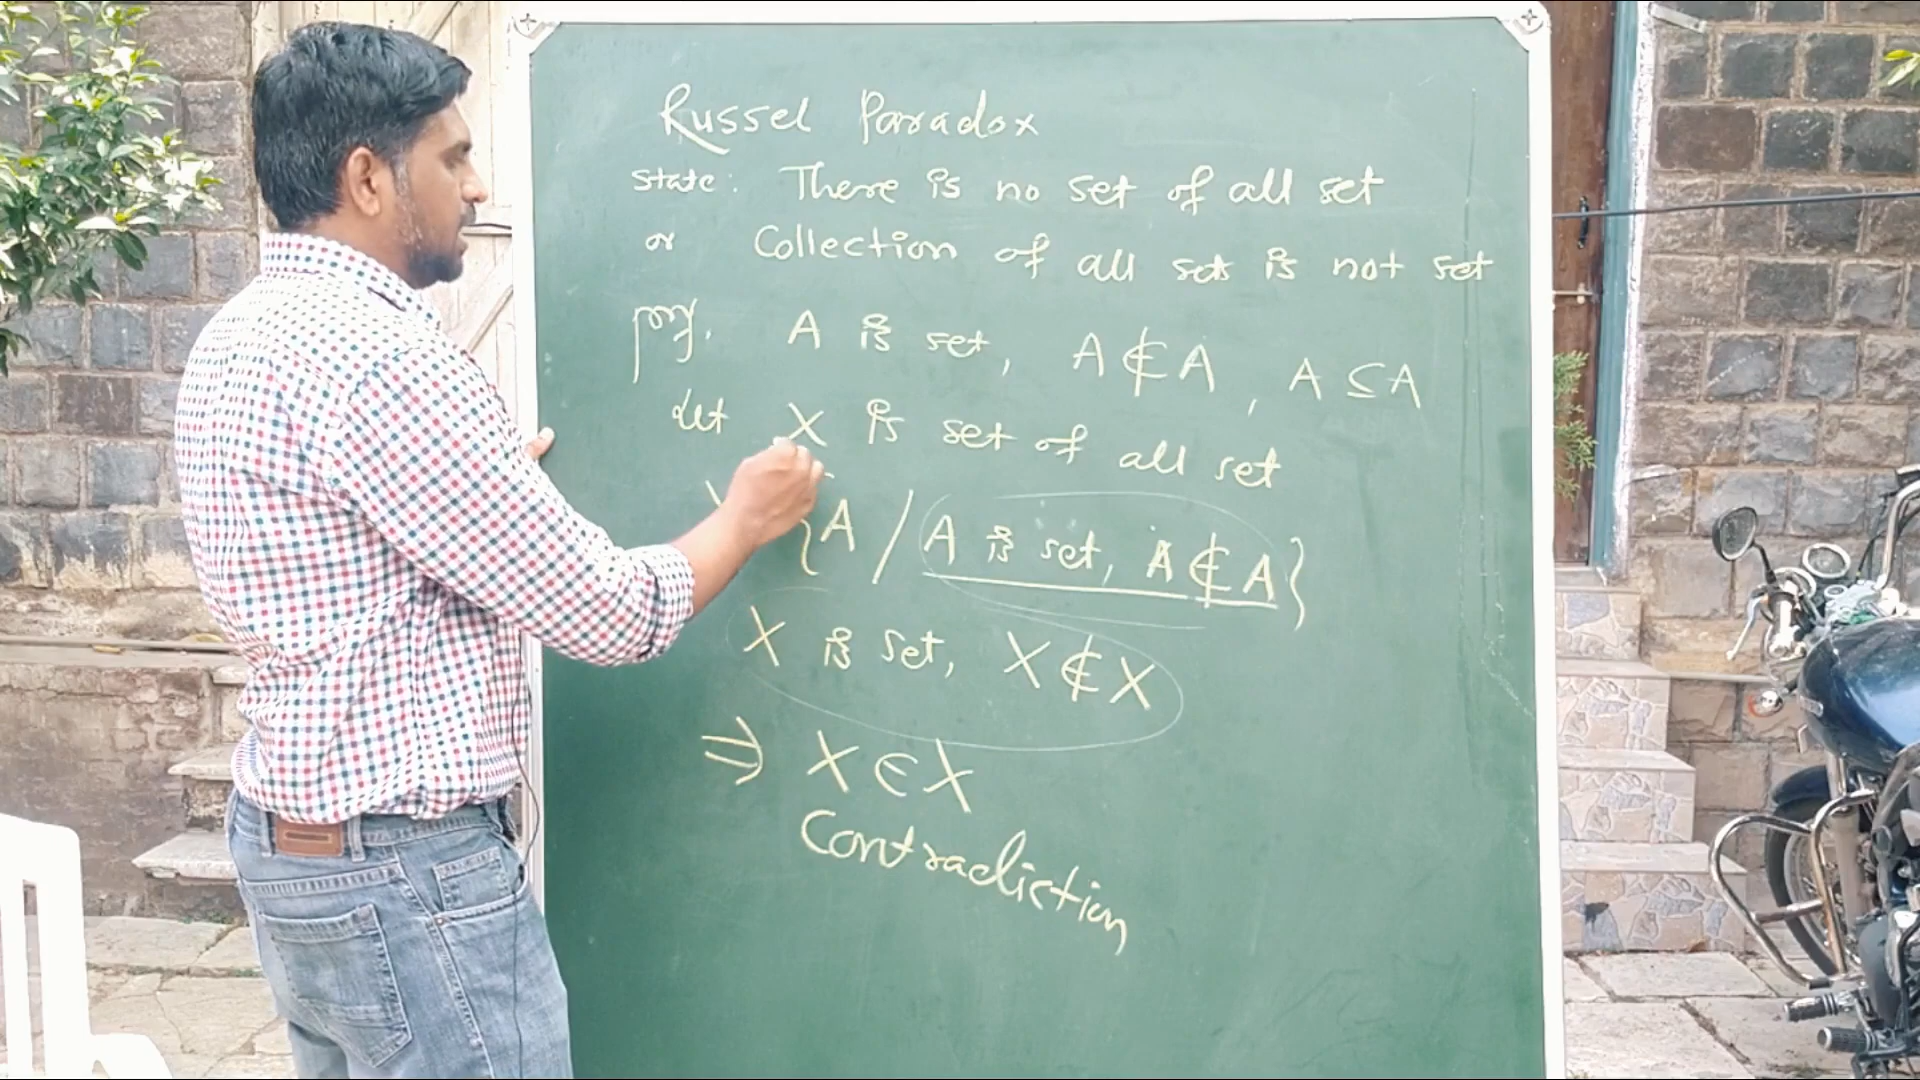 Russel Paradox
state: There is no set of all set
or Collection of all sets is not set
prf. A is set, A ∉ A, A ⊆ A
Let X is set of all set
{A / A is set, A ∉ A}
X is set, X ∉ X
⇒ X ∈ X
Contradiction